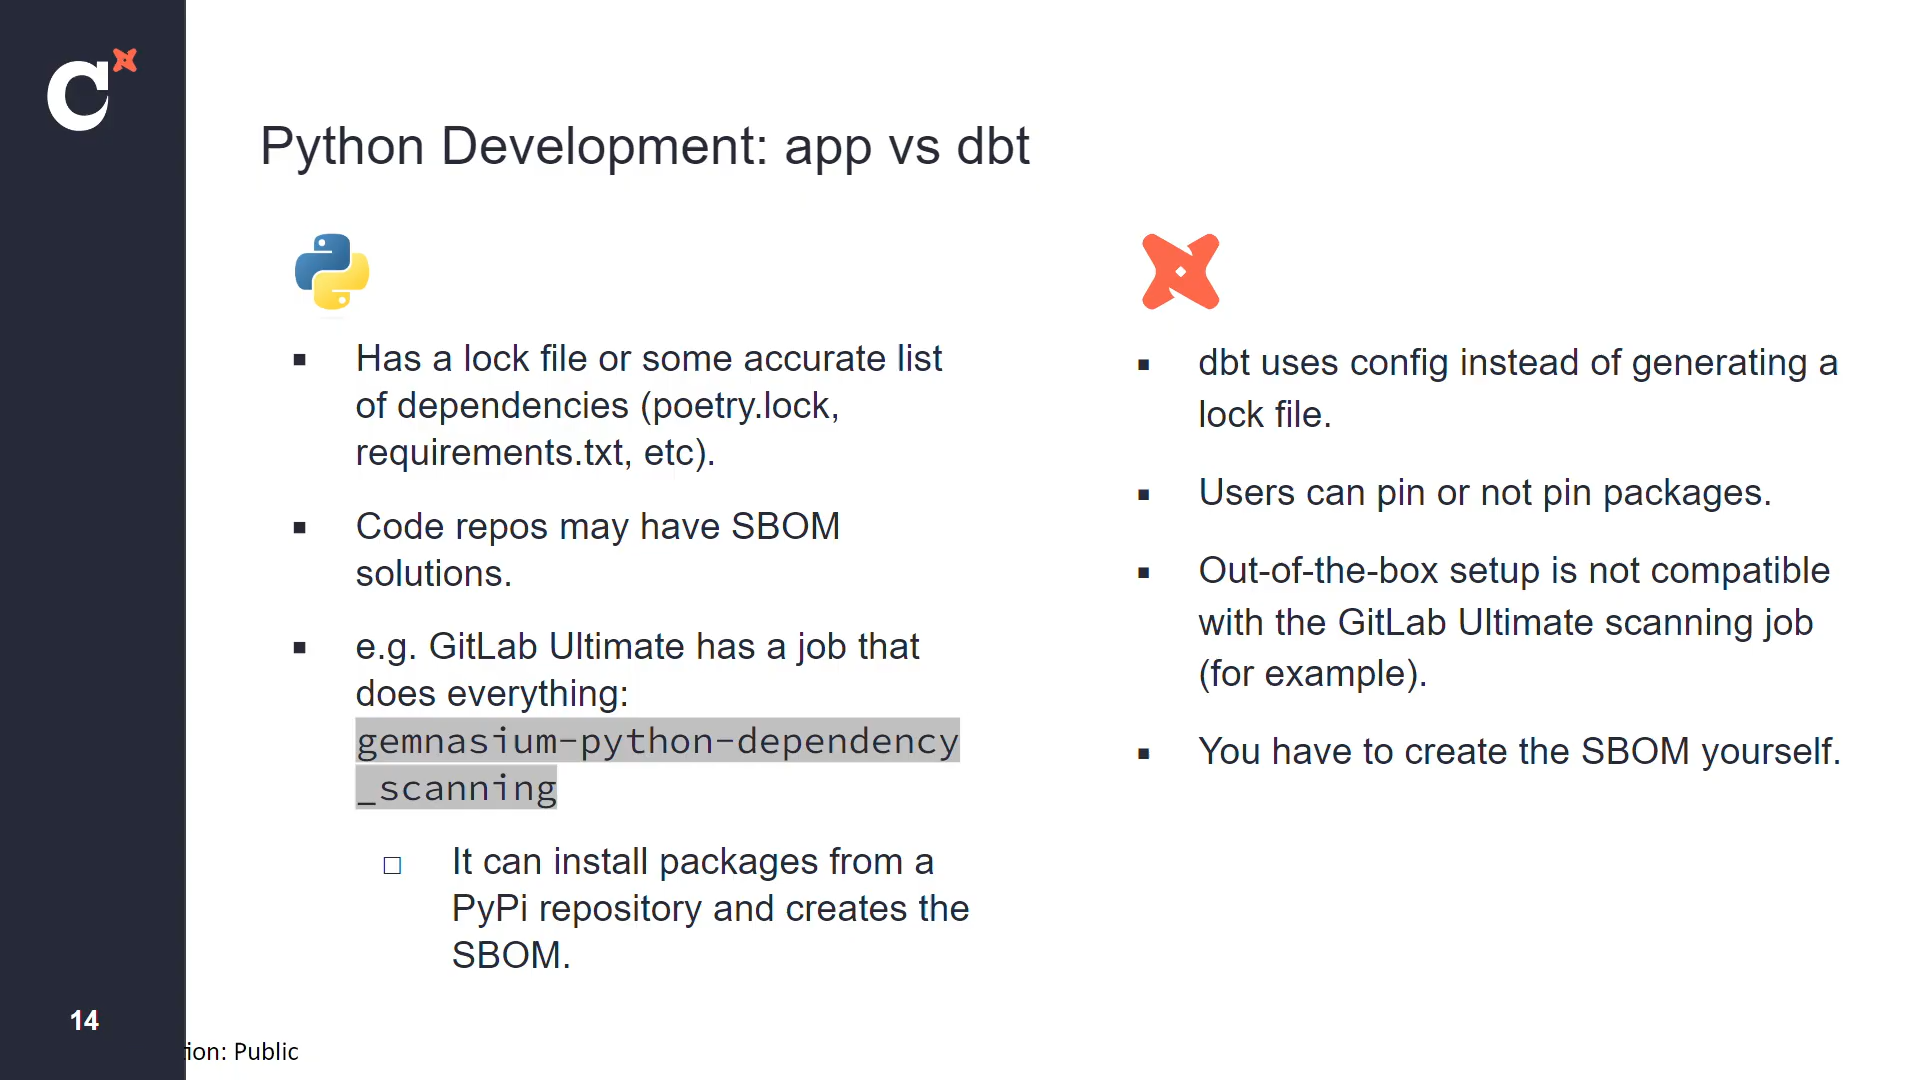 Python Development: app vs dbt
Has a lock file or some accurate list
of dependencies (poetry.lock,
requirements.txt, etc).
Code repos may have SBOM
solutions.
e.g. GitLab Ultimate has a job that
does everything:
gemnasium-python-dependency
_scanning
It can install packages from a
PyPi repository and creates the
SBOM.
dbt uses config instead of generating a
lock file.
Users can pin or not pin packages.
Out-of-the-box setup is not compatible
with the GitLab Ultimate scanning job
(for example).
You have to create the SBOM yourself.
14
tion: Public